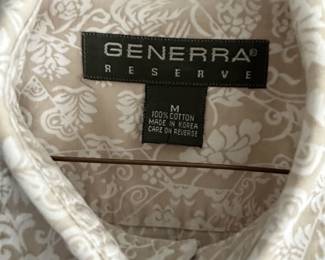 GENERRA®
RESERVE
M
100% COTTON
MADE IN KOREA
CARE ON REVERSE